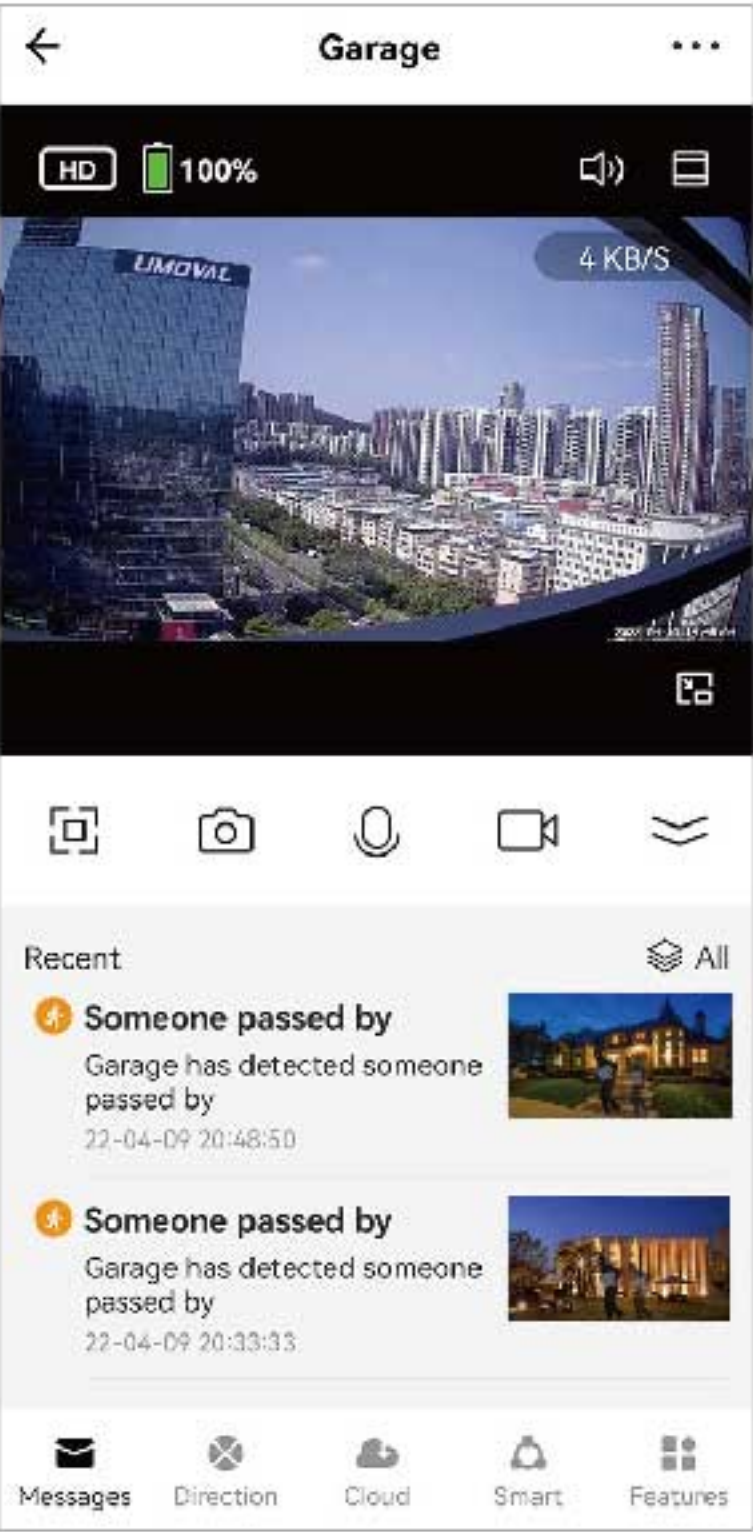 Garage
HD 100%
LIMOVAL
4 KB/S
Recent
All
Someone passed by
Garage has detected someone
passed by
22-04-09 20:48:50
Someone passed by
Garage has detected someone
passed by
22-04-09 20:33:33
Messages Direction Cloud Smart Features